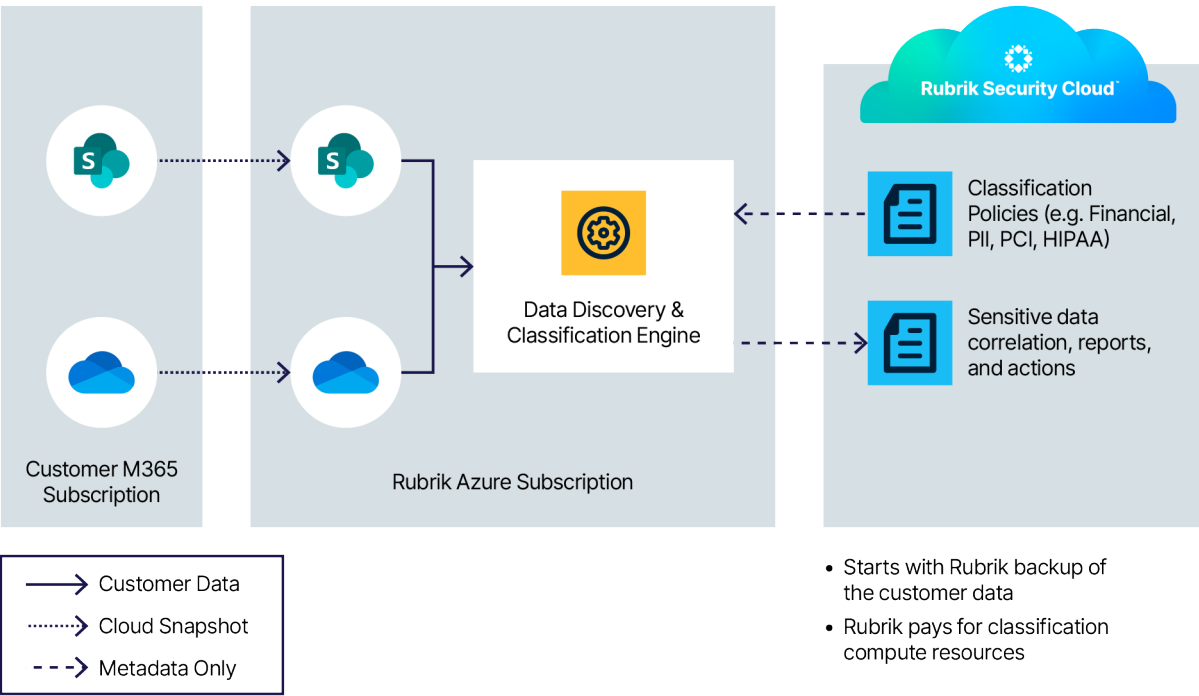 Rubrik Security Cloud™
S
S
Classification
Policies (e.g. Financial,
PII, PCI, HIPAA)
Data Discovery &
Classification Engine
Sensitive data
correlation, reports,
and actions
Customer M365
Subscription
Rubrik Azure Subscription
Customer Data
Cloud Snapshot
Metadata Only
• Starts with Rubrik backup of
the customer data
• Rubrik pays for classification
compute resources